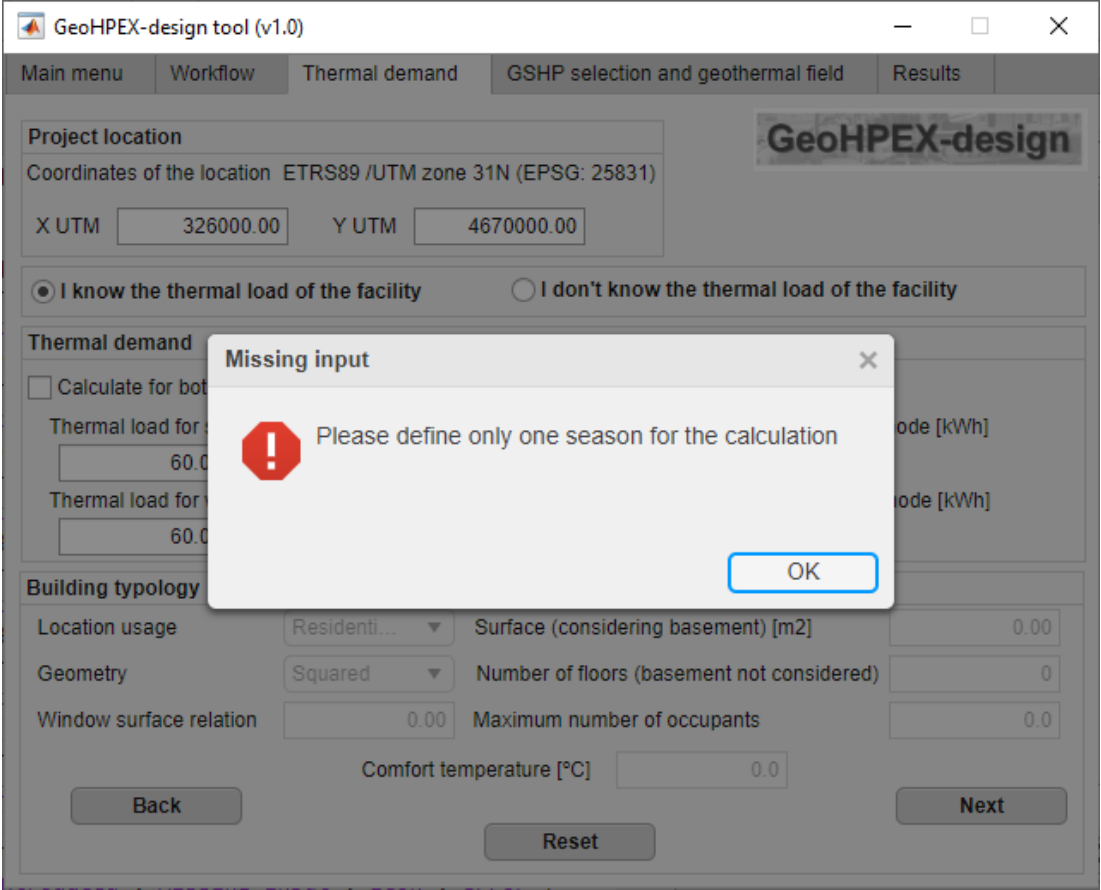 GeoHPEX-design tool (v1.0)
Main menu Workflow Thermal demand GSHP selection and geothermal field Results
GeoHPEX-design
Project location
Coordinates of the location ETRS89 /UTM zone 31N (EPSG: 25831)
X UTM 326000.00 Y UTM 4670000.00
I know the thermal load of the facility I don't know the thermal load of the facility
Thermal demand
Missing input
Calculate for
Please define only one season for the calculation
Thermal load for ode [kWh]
60.0
Thermal load for ode [kWh]
60.0
OK
Building typology
Location usage Residenti... Surface (considering basement) [m2] 0.00
Geometry Squared Number of floors (basement not considered) 0
Window surface relation 0.00 Maximum number of occupants 0.0
Comfort temperature [ºC] 0.0
Back Next
Reset